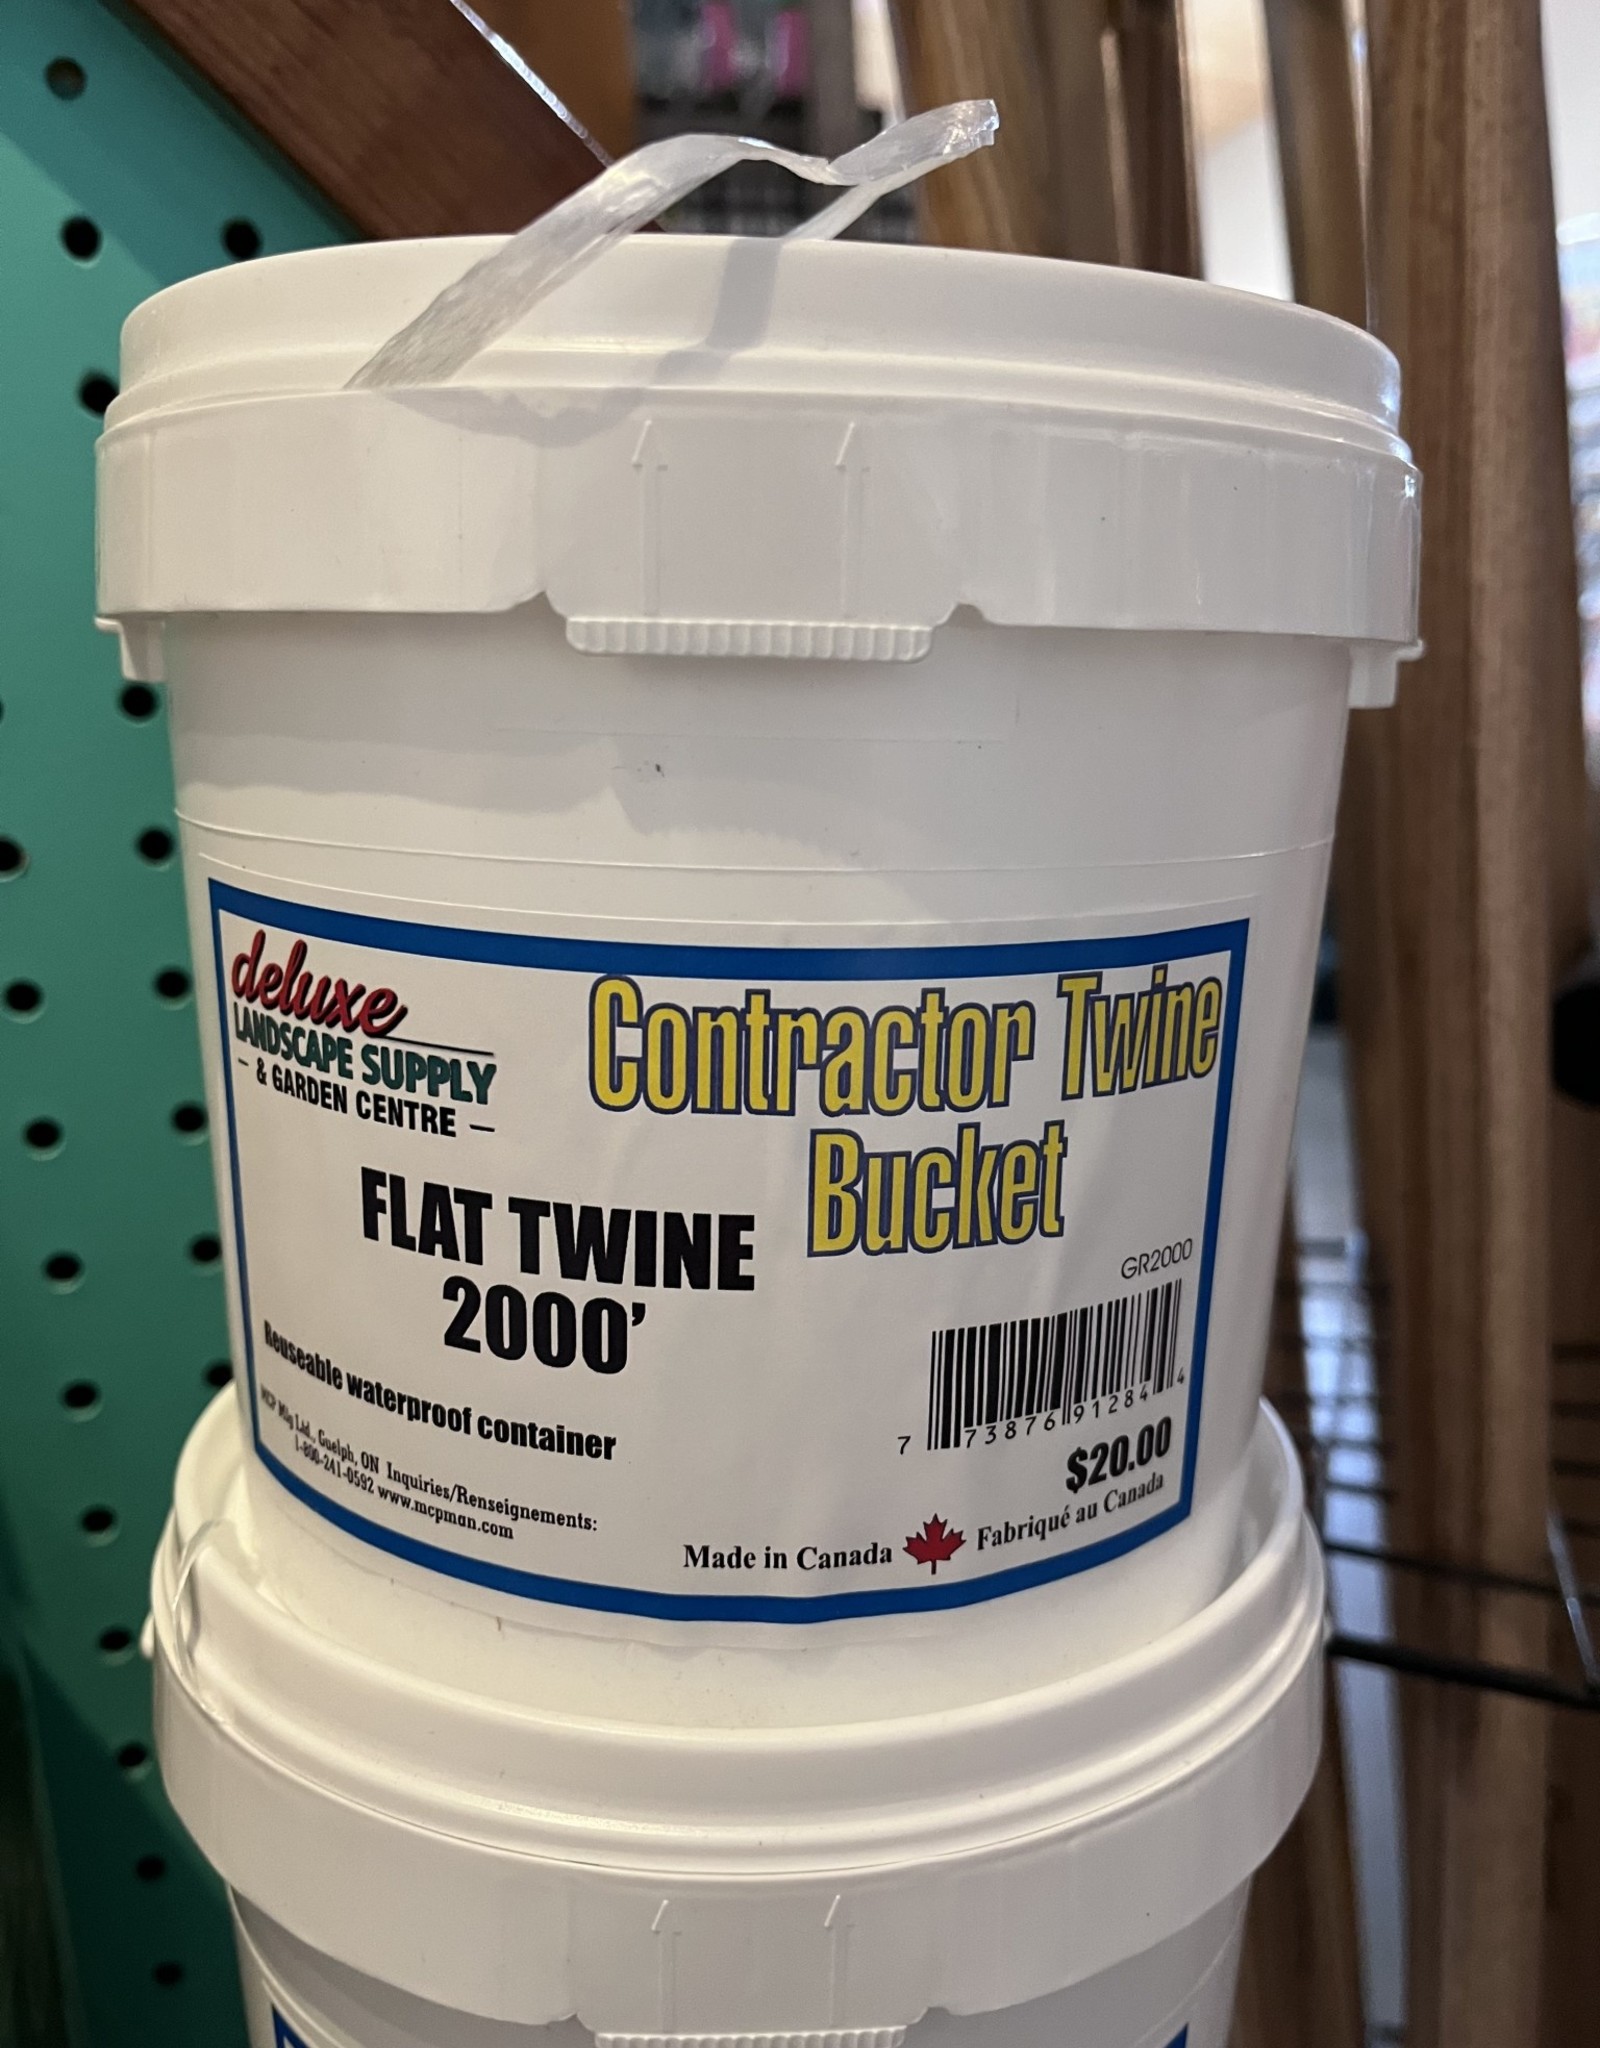 deluxe
LANDSCAPE SUPPLY
- & GARDEN CENTRE -
Contractor Twine
Bucket
FLAT TWINE
2000'
GR2000
Reuseable waterproof container
7 73876 91284 4
$20.00
MCP Mfg Ltd., Guelph, ON Inquiries/Renseignements:
1-800-241-0592 www.mcpman.com
Made in Canada Fabriqué au Canada